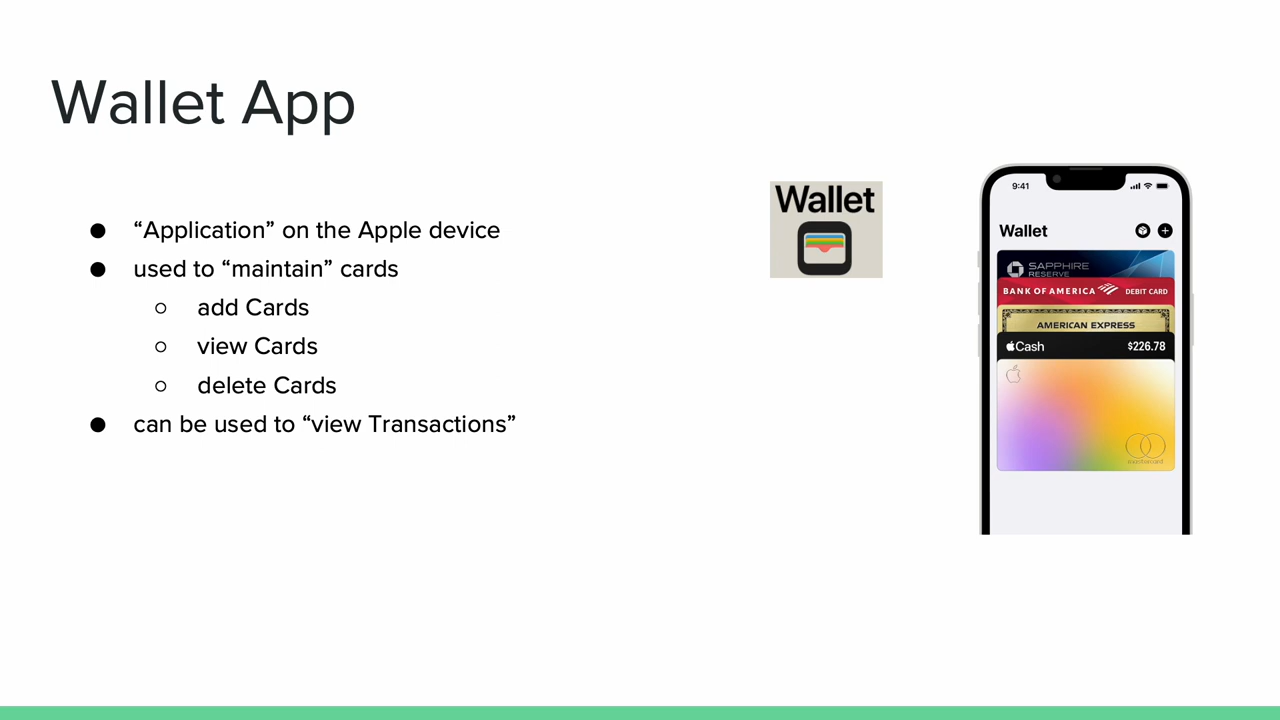 Wallet App
● “Application” on the Apple device
● used to “maintain” cards
○ add Cards
○ view Cards
○ delete Cards
● can be used to “view Transactions”
Wallet
9:41
Wallet
SAPPHIRE
RESERVE
BANK OF AMERICA DEBIT CARD
AMERICAN EXPRESS
Cash $226.78
mastercard